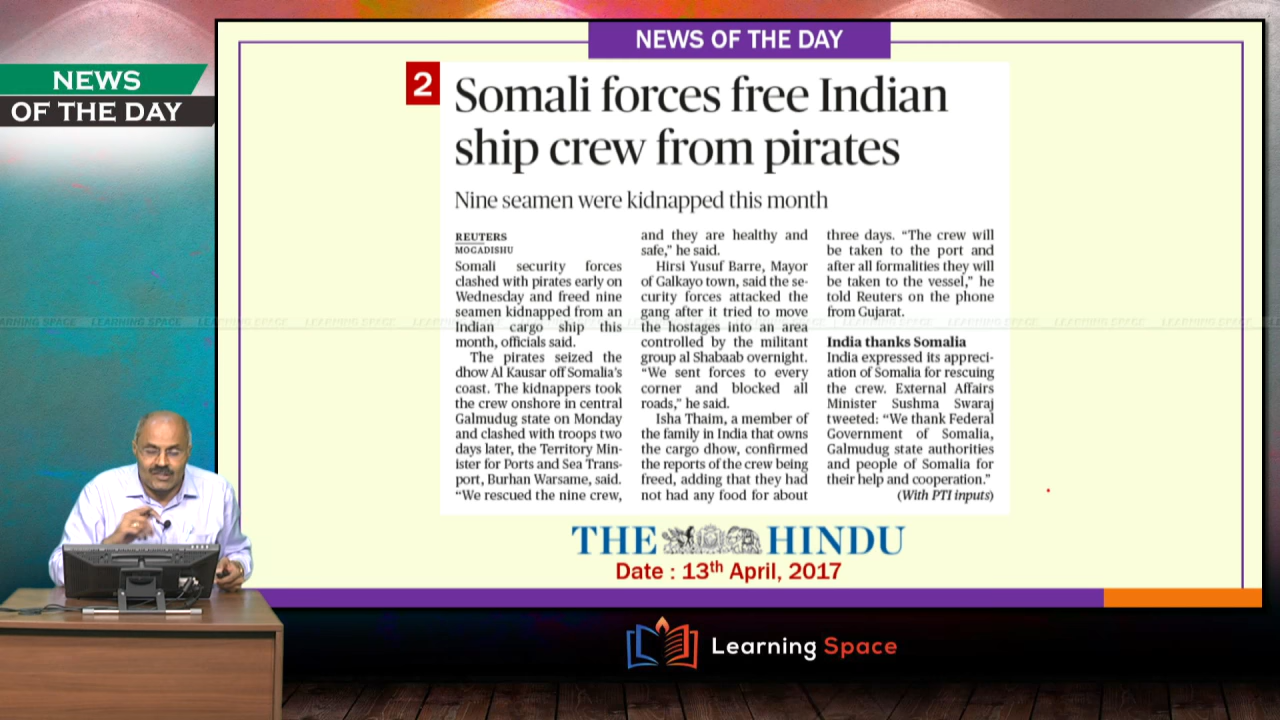 NEWS OF THE DAY
NEWS
OF THE DAY
2
Somali forces free Indian
ship crew from pirates
Nine seamen were kidnapped this month
REUTERS
MOGADISHU
Somali security forces
clashed with pirates early on
Wednesday and freed nine
seamen kidnapped from an
Indian cargo ship this
month, officials said.
The pirates seized the
dhow Al Kausar off Somalia's
coast. The kidnappers took
the crew onshore in central
Galmudug state on Monday
and clashed with troops two
days later, the Territory Min-
ister for Ports and Sea Trans-
port, Burhan Warsame, said.
“We rescued the nine crew,
and they are healthy and
safe,” he said.
Hirsi Yusuf Barre, Mayor
of Galkayo town, said the se-
curity forces attacked the
gang after it tried to move
the hostages into an area
controlled by the militant
group al Shabaab overnight.
“We sent forces to every
corner and blocked all
roads,” he said.
Isha Thaim, a member of
the family in India that owns
the cargo dhow, confirmed
the reports of the crew being
freed, adding that they had
not had any food for about
three days. “The crew will
be taken to the port and
after all formalities they will
be taken to the vessel,” he
told Reuters on the phone
from Gujarat.
India thanks Somalia
India expressed its appreci-
ation of Somalia for rescuing
the crew. External Affairs
Minister Sushma Swaraj
tweeted: “We thank Federal
Government of Somalia,
Galmudug state authorities
and people of Somalia for
their help and cooperation.”
(With PTI inputs)
LEARNING SPACE LEARNING SPACE LEARNING SPACE LEARNING SPACE LEARNING SPACE
THE HINDU
Date : 13th April, 2017
Learning Space